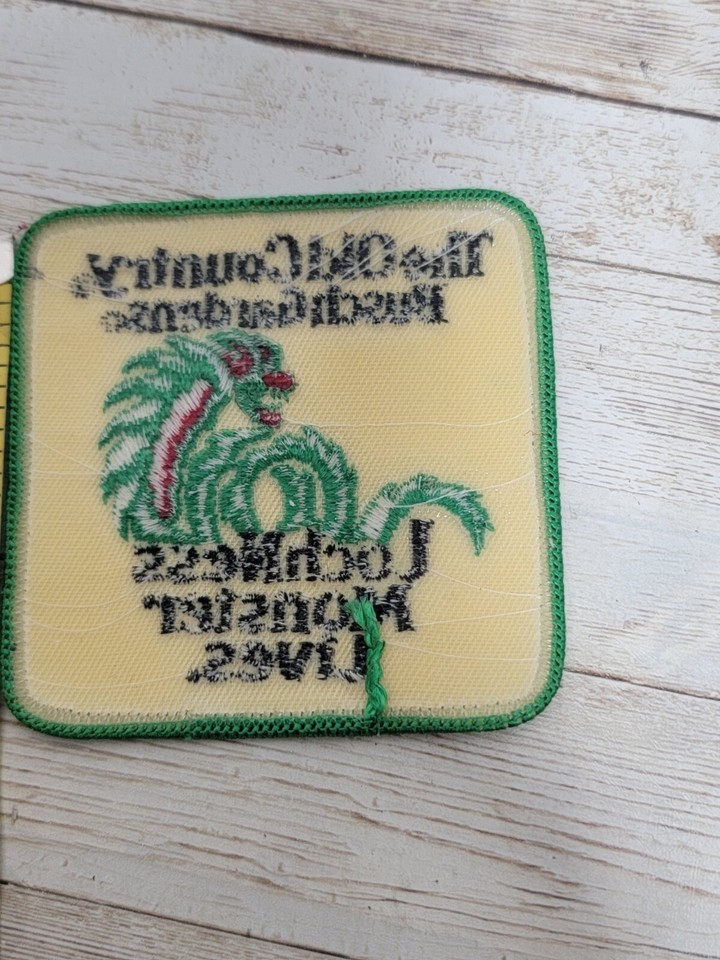 The Old Country.
Busch Gardens®
Loch Ness
Monster
Lives.